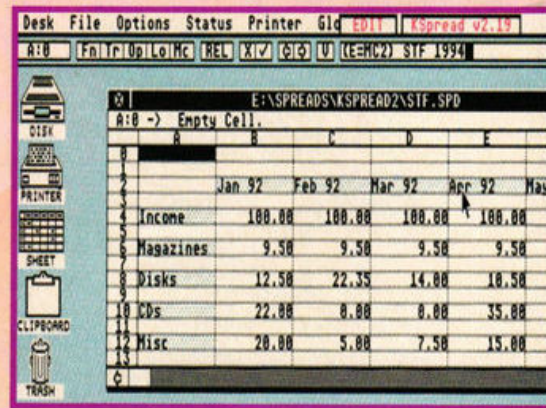 Desk File Options Status Printer Glo EDIT KSpread v2.19
A:0 Fn Tr Op Lo Mc REL X ✓ V (E=MC2) STF 1994
DISK
E:\SPREADS\KSPREAD2\STF.SPD
A:0 -> Empty Cell.
A B C D E
0
1
2 Jan 92 Feb 92 Mar 92 Apr 92 May
PRINTER
3
4 Income 100.00 100.00 100.00 100.00
5
SHEET
6 Magazines 9.50 9.50 9.50 9.50
7
8 Disks 12.50 22.35 14.00 10.50
9
10 CDs 22.00 0.00 0.00 35.00
CLIPBOARD
11
12 Misc 20.00 5.00 7.50 15.00
13
TRASH